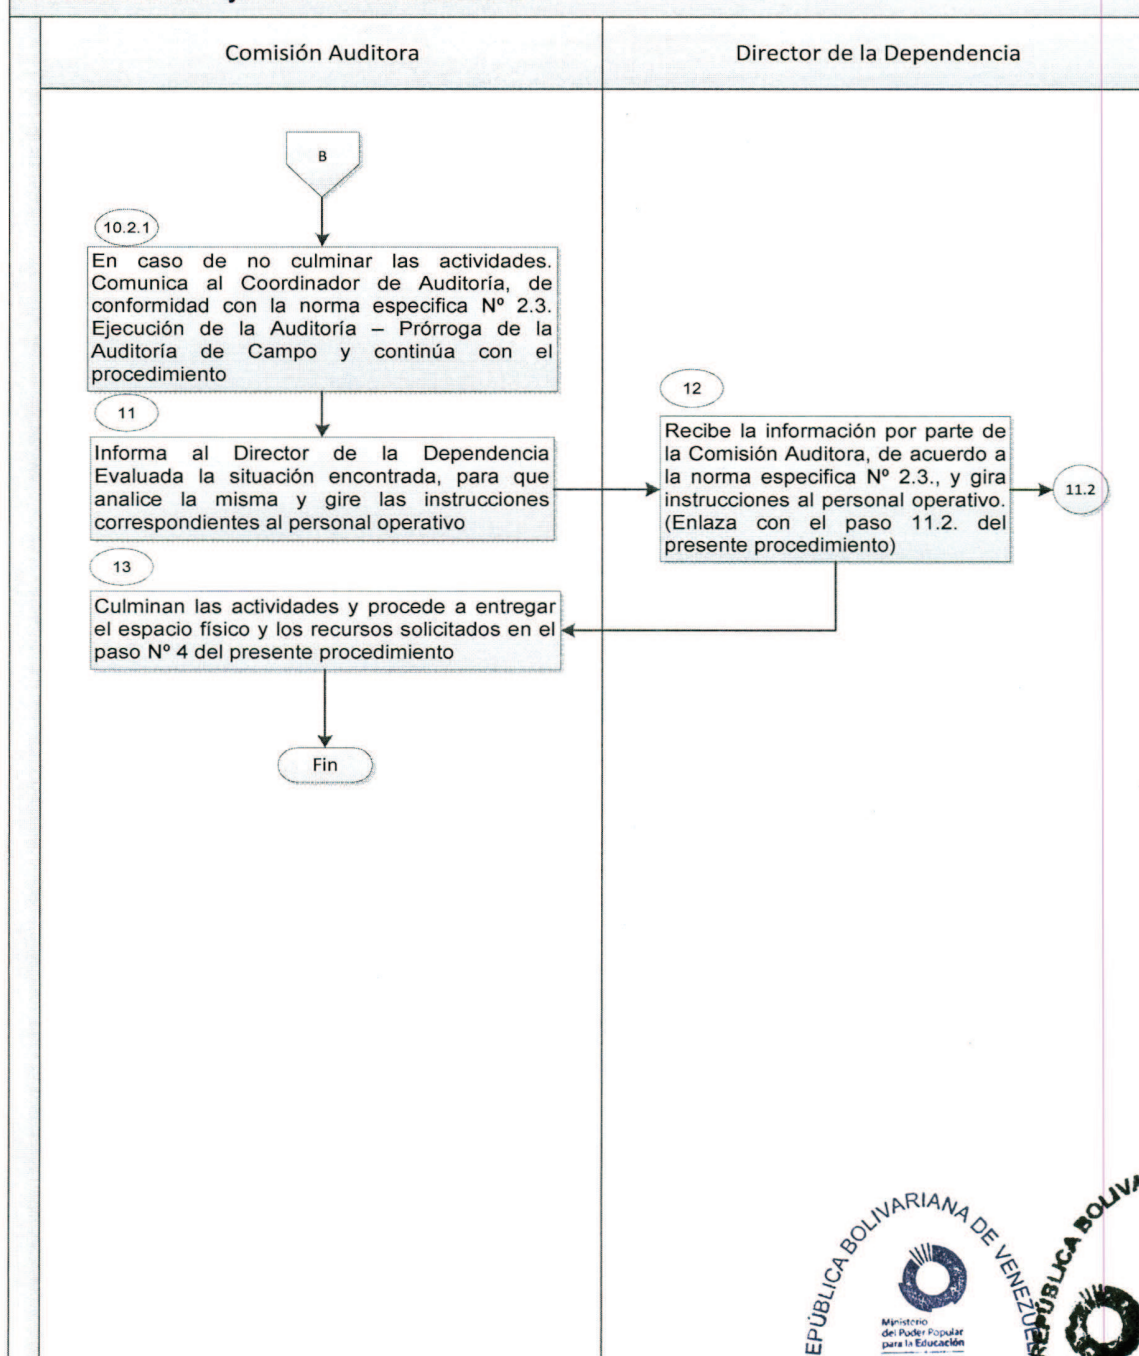 Comisión Auditora
Director de la Dependencia
B
10.2.1
En caso de no culminar las actividades.
Comunica al Coordinador de Auditoría, de
conformidad con la norma especifica Nº 2.3.
Ejecución de la Auditoría – Prórroga de la
Auditoría de Campo y continúa con el
procedimiento
11
Informa al Director de la Dependencia
Evaluada la situación encontrada, para que
analice la misma y gire las instrucciones
correspondientes al personal operativo
12
Recibe la información por parte de
la Comisión Auditora, de acuerdo a
la norma especifica Nº 2.3., y gira
instrucciones al personal operativo.
(Enlaza con el paso 11.2. del
presente procedimiento)
11.2
13
Culminan las actividades y procede a entregar
el espacio físico y los recursos solicitados en el
paso Nº 4 del presente procedimiento
Fin
EPÚBLICA BOLIVARIANA DE VENEZUE
Ministerio
del Poder Popular
para la Educación
REPÚBLICA BOLIVA